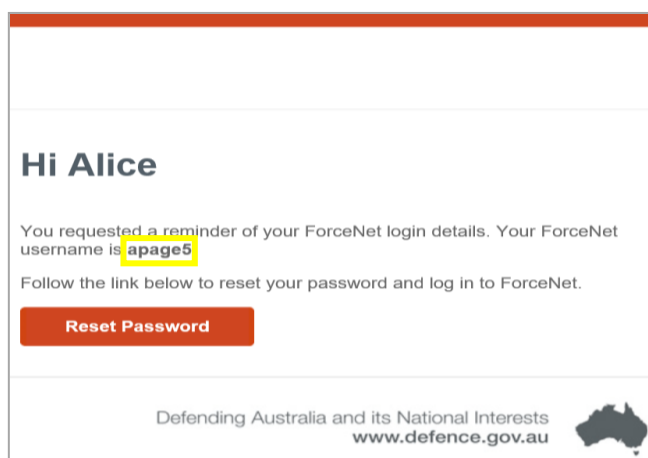 Hi Alice
You requested a reminder of your ForceNet login details. Your ForceNet
username is apage5
Follow the link below to reset your password and log in to ForceNet.
Reset Password
Defending Australia and its National Interests
www.defence.gov.au